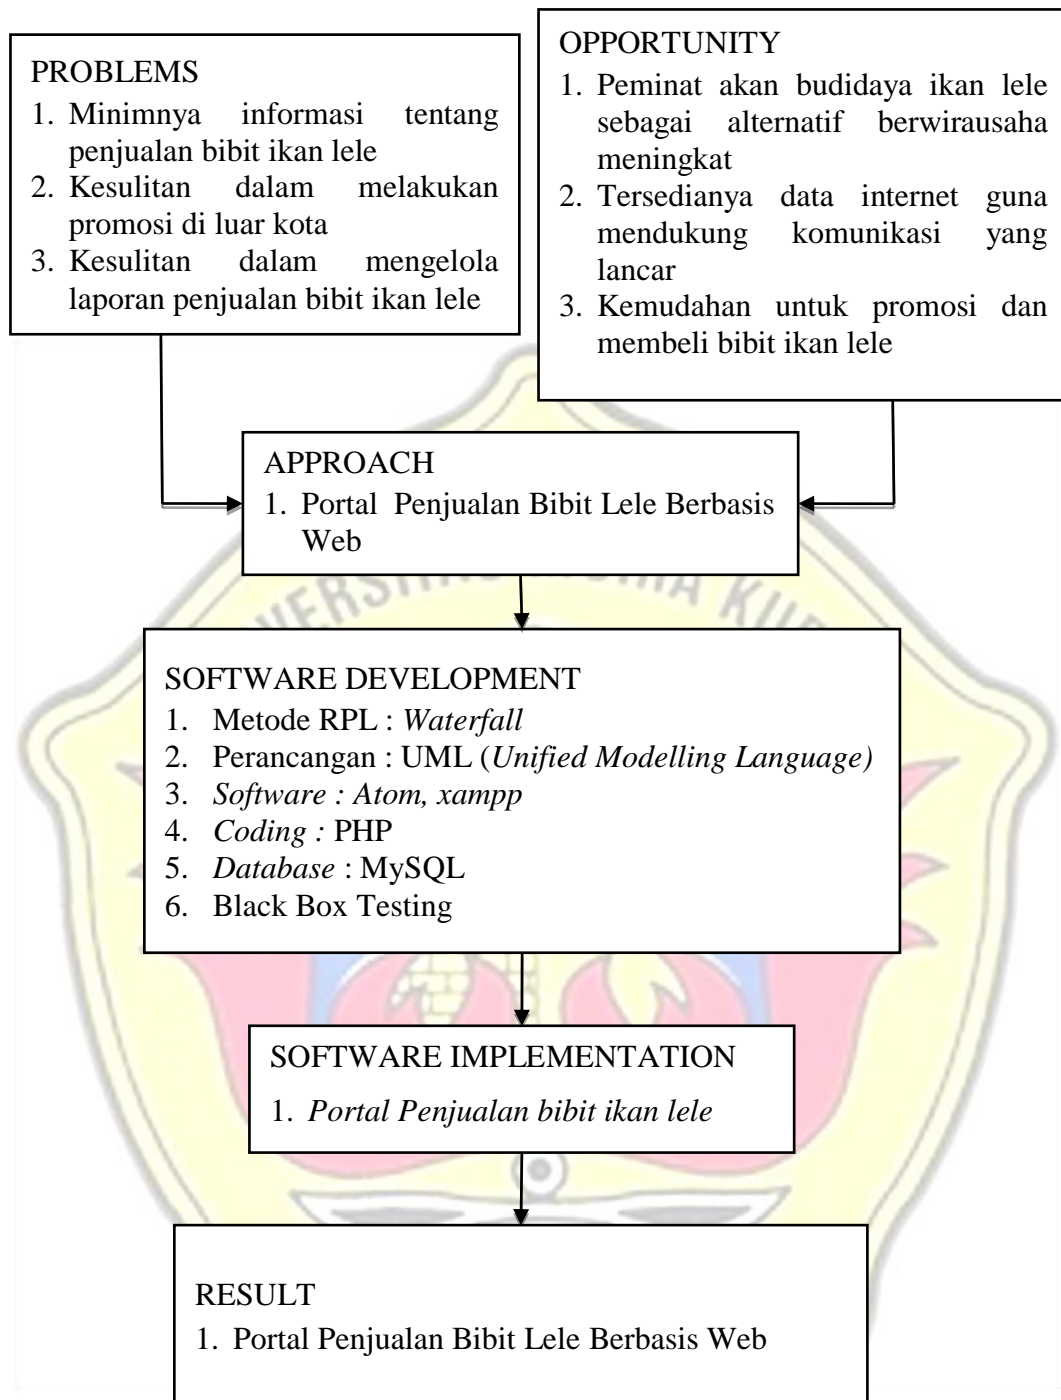 PROBLEMS
1. Minimnya informasi tentang
penjualan bibit ikan lele
2. Kesulitan dalam melakukan
promosi di luar kota
3. Kesulitan dalam mengelola
laporan penjualan bibit ikan lele
OPPORTUNITY
1. Peminat akan budidaya ikan lele
sebagai alternatif berwirausaha
meningkat
2. Tersedianya data internet guna
mendukung komunikasi yang
lancar
3. Kemudahan untuk promosi dan
membeli bibit ikan lele
APPROACH
1. Portal Penjualan Bibit Lele Berbasis
Web
SOFTWARE DEVELOPMENT
1. Metode RPL : Waterfall
2. Perancangan : UML (Unified Modelling Language)
3. Software : Atom, xampp
4. Coding : PHP
5. Database : MySQL
6. Black Box Testing
SOFTWARE IMPLEMENTATION
1. Portal Penjualan bibit ikan lele
RESULT
1. Portal Penjualan Bibit Lele Berbasis Web